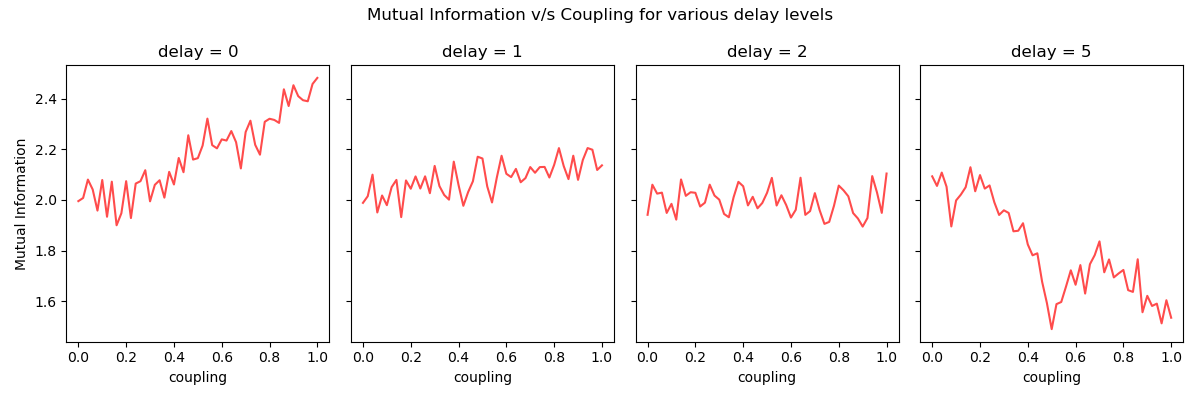 Mutual Information v/s Coupling for various delay levels
delay = 0
delay = 1
delay = 2
delay = 5
Mutual Information
2.4
2.2
2.0
1.8
1.6
0.0 0.2 0.4 0.6 0.8 1.0
0.0 0.2 0.4 0.6 0.8 1.0
0.0 0.2 0.4 0.6 0.8 1.0
0.0 0.2 0.4 0.6 0.8 1.0
coupling
coupling
coupling
coupling